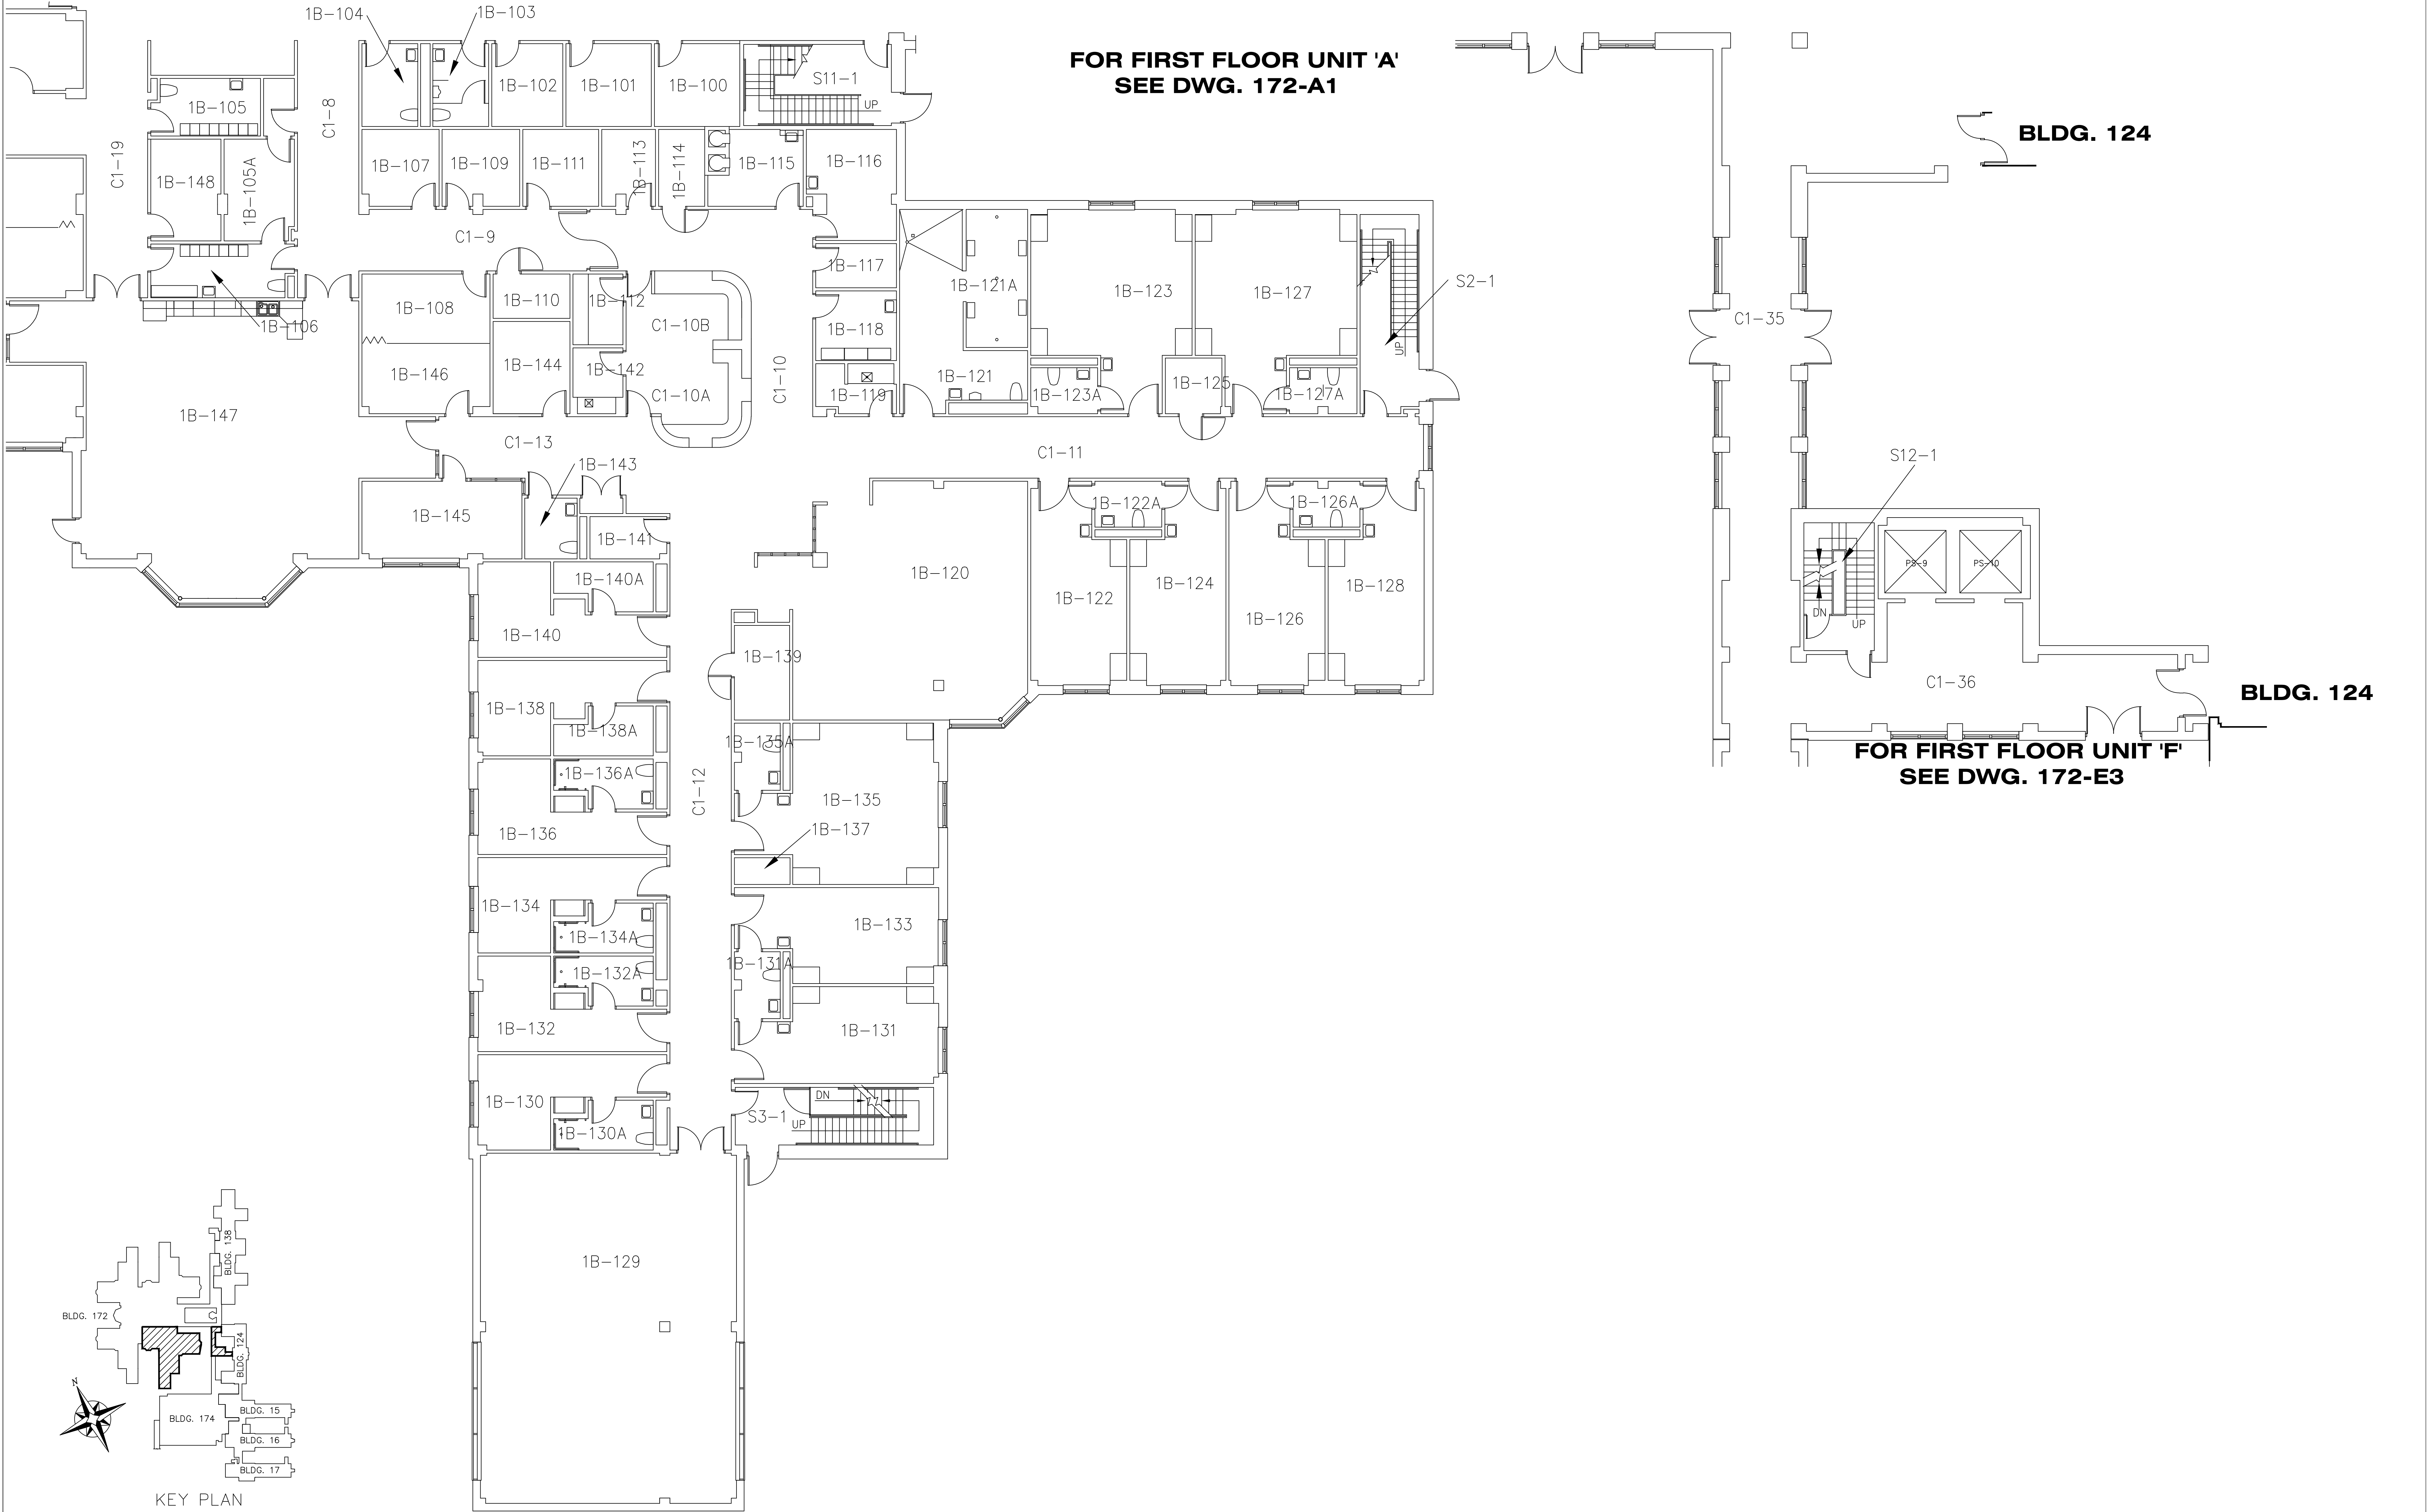 1B-104
1B-103
FOR FIRST FLOOR UNIT 'A'
SEE DWG. 172-A1
1B-105
C1-8
1B-102
1B-101
1B-100
S11-1
UP
BLDG. 124
C1-19
1B-148
1B-105A
1B-107
1B-109
1B-111
1B-113
1B-114
1B-115
1B-116
C1-9
1B-106
1B-108
1B-110
1B-112
C1-10B
1B-117
1B-118
1B-121A
1B-123
1B-127
S2-1
UP
C1-35
1B-147
1B-146
1B-144
1B-142
C1-10A
C1-10
1B-119
1B-121
1B-123A
1B-125
1B-127A
C1-13
1B-143
C1-11
S12-1
1B-145
1B-141
1B-122A
1B-126A
1B-140A
1B-120
1B-122
1B-124
1B-126
1B-128
PS-9
PS-10
DN
UP
1B-140
1B-139
C1-36
BLDG. 124
1B-138
1B-138A
1B-135A
FOR FIRST FLOOR UNIT 'F'
SEE DWG. 172-E3
1B-136A
C1-12
1B-135
1B-136
1B-137
1B-134
1B-134A
1B-133
1B-132A
1B-131A
1B-132
1B-131
1B-130
1B-130A
S3-1
DN
UP
1B-129
BLDG. 138
BLDG. 172
BLDG. 124
N
BLDG. 174
BLDG. 15
BLDG. 16
BLDG. 17
KEY PLAN